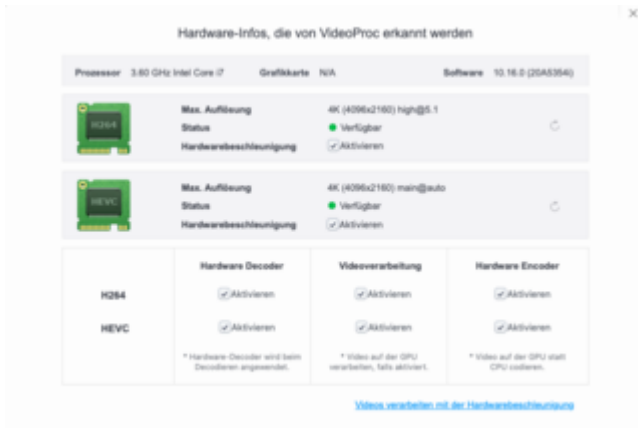 Hardware-Infos, die von VideoProc erkannt werden
Prozessor 3.60 GHz Intel Core i7 Grafikkarte N/A Software 10.16.0 (20A5354i)
H264
Max. Auflösung 4K (4096x2160) high@5.1
Status Verfügbar
Hardwarebeschleunigung Aktivieren
HEVC
Max. Auflösung 4K (4096x2160) main@auto
Status Verfügbar
Hardwarebeschleunigung Aktivieren
Hardware Decoder Videoverarbeitung Hardware Encoder
H264 Aktivieren Aktivieren Aktivieren
HEVC Aktivieren Aktivieren Aktivieren
* Hardware-Decoder wird beim * Video auf der GPU * Video auf der GPU statt
Decodieren angewendet. verarbeiten, falls aktiviert. CPU codieren.
Videos verarbeiten mit der Hardwarebeschleunigung